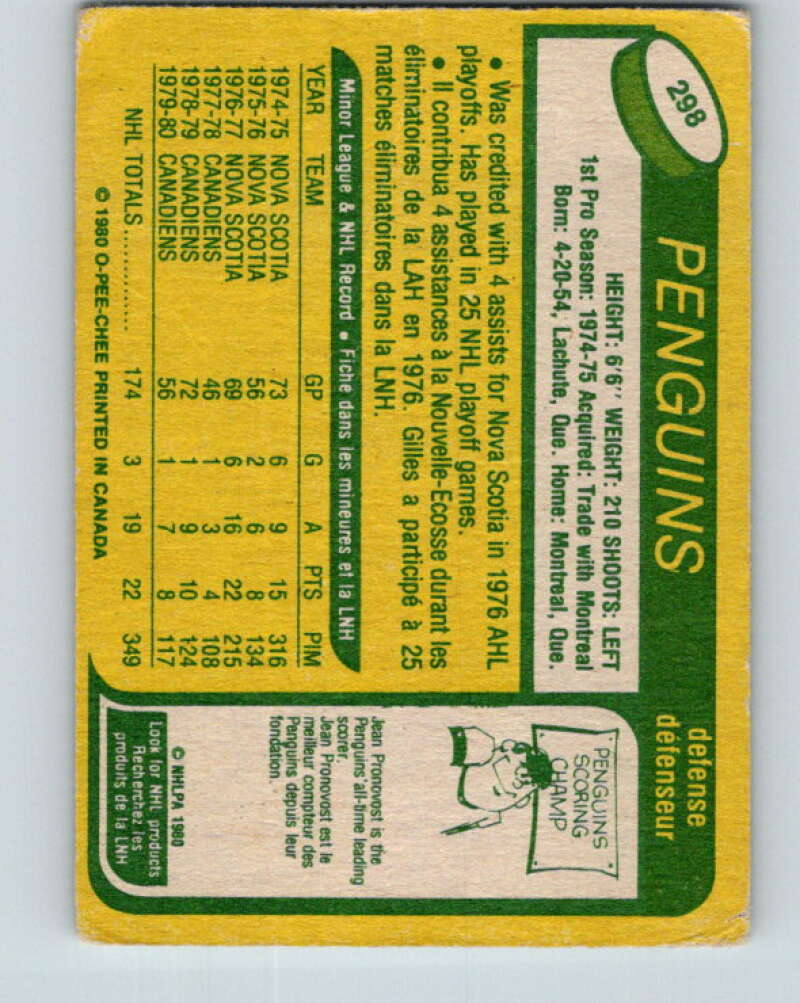 298
PENGUINS
defense
défenseur
HEIGHT: 6'6" WEIGHT: 210 SHOOTS: LEFT
1st Pro Season: 1974-75 Acquired: Trade with Montreal
Born: 4-20-54, Lachute, Que. Home: Montreal, Que.
• Was credited with 4 assists for Nova Scotia in 1976 AHL
playoffs. Has played in 25 NHL playoff games.
• Il contribua 4 assistances à la Nouvelle-Ecosse durant les
éliminatoires de la LAH en 1976. Gilles a participé à 25
matches éliminatoires dans la LNH.
Minor League & NHL Record • Fiche dans les mineures et la LNH
YEAR TEAM GP G A PTS PIM
1974-75 NOVA SCOTIA 73 6 9 15 316
1975-76 NOVA SCOTIA 56 2 6 8 134
1976-77 NOVA SCOTIA 69 6 16 22 215
1977-78 CANADIENS 46 1 3 4 108
1978-79 CANADIENS 72 1 9 10 124
1979-80 CANADIENS 56 1 7 8 117
NHL TOTALS .............. 174 3 19 22 349
© 1980 O-PEE-CHEE PRINTED IN CANADA
PENGUINS
SCORING
CHAMP
Jean Pronovost is the
Penguins' all-time leading
scorer.
Jean Pronovost est le
meilleur compteur des
Penguins depuis leur
fondation.
© NHLPA 1980
Look for NHL products
Recherchez les
produits de la LNH